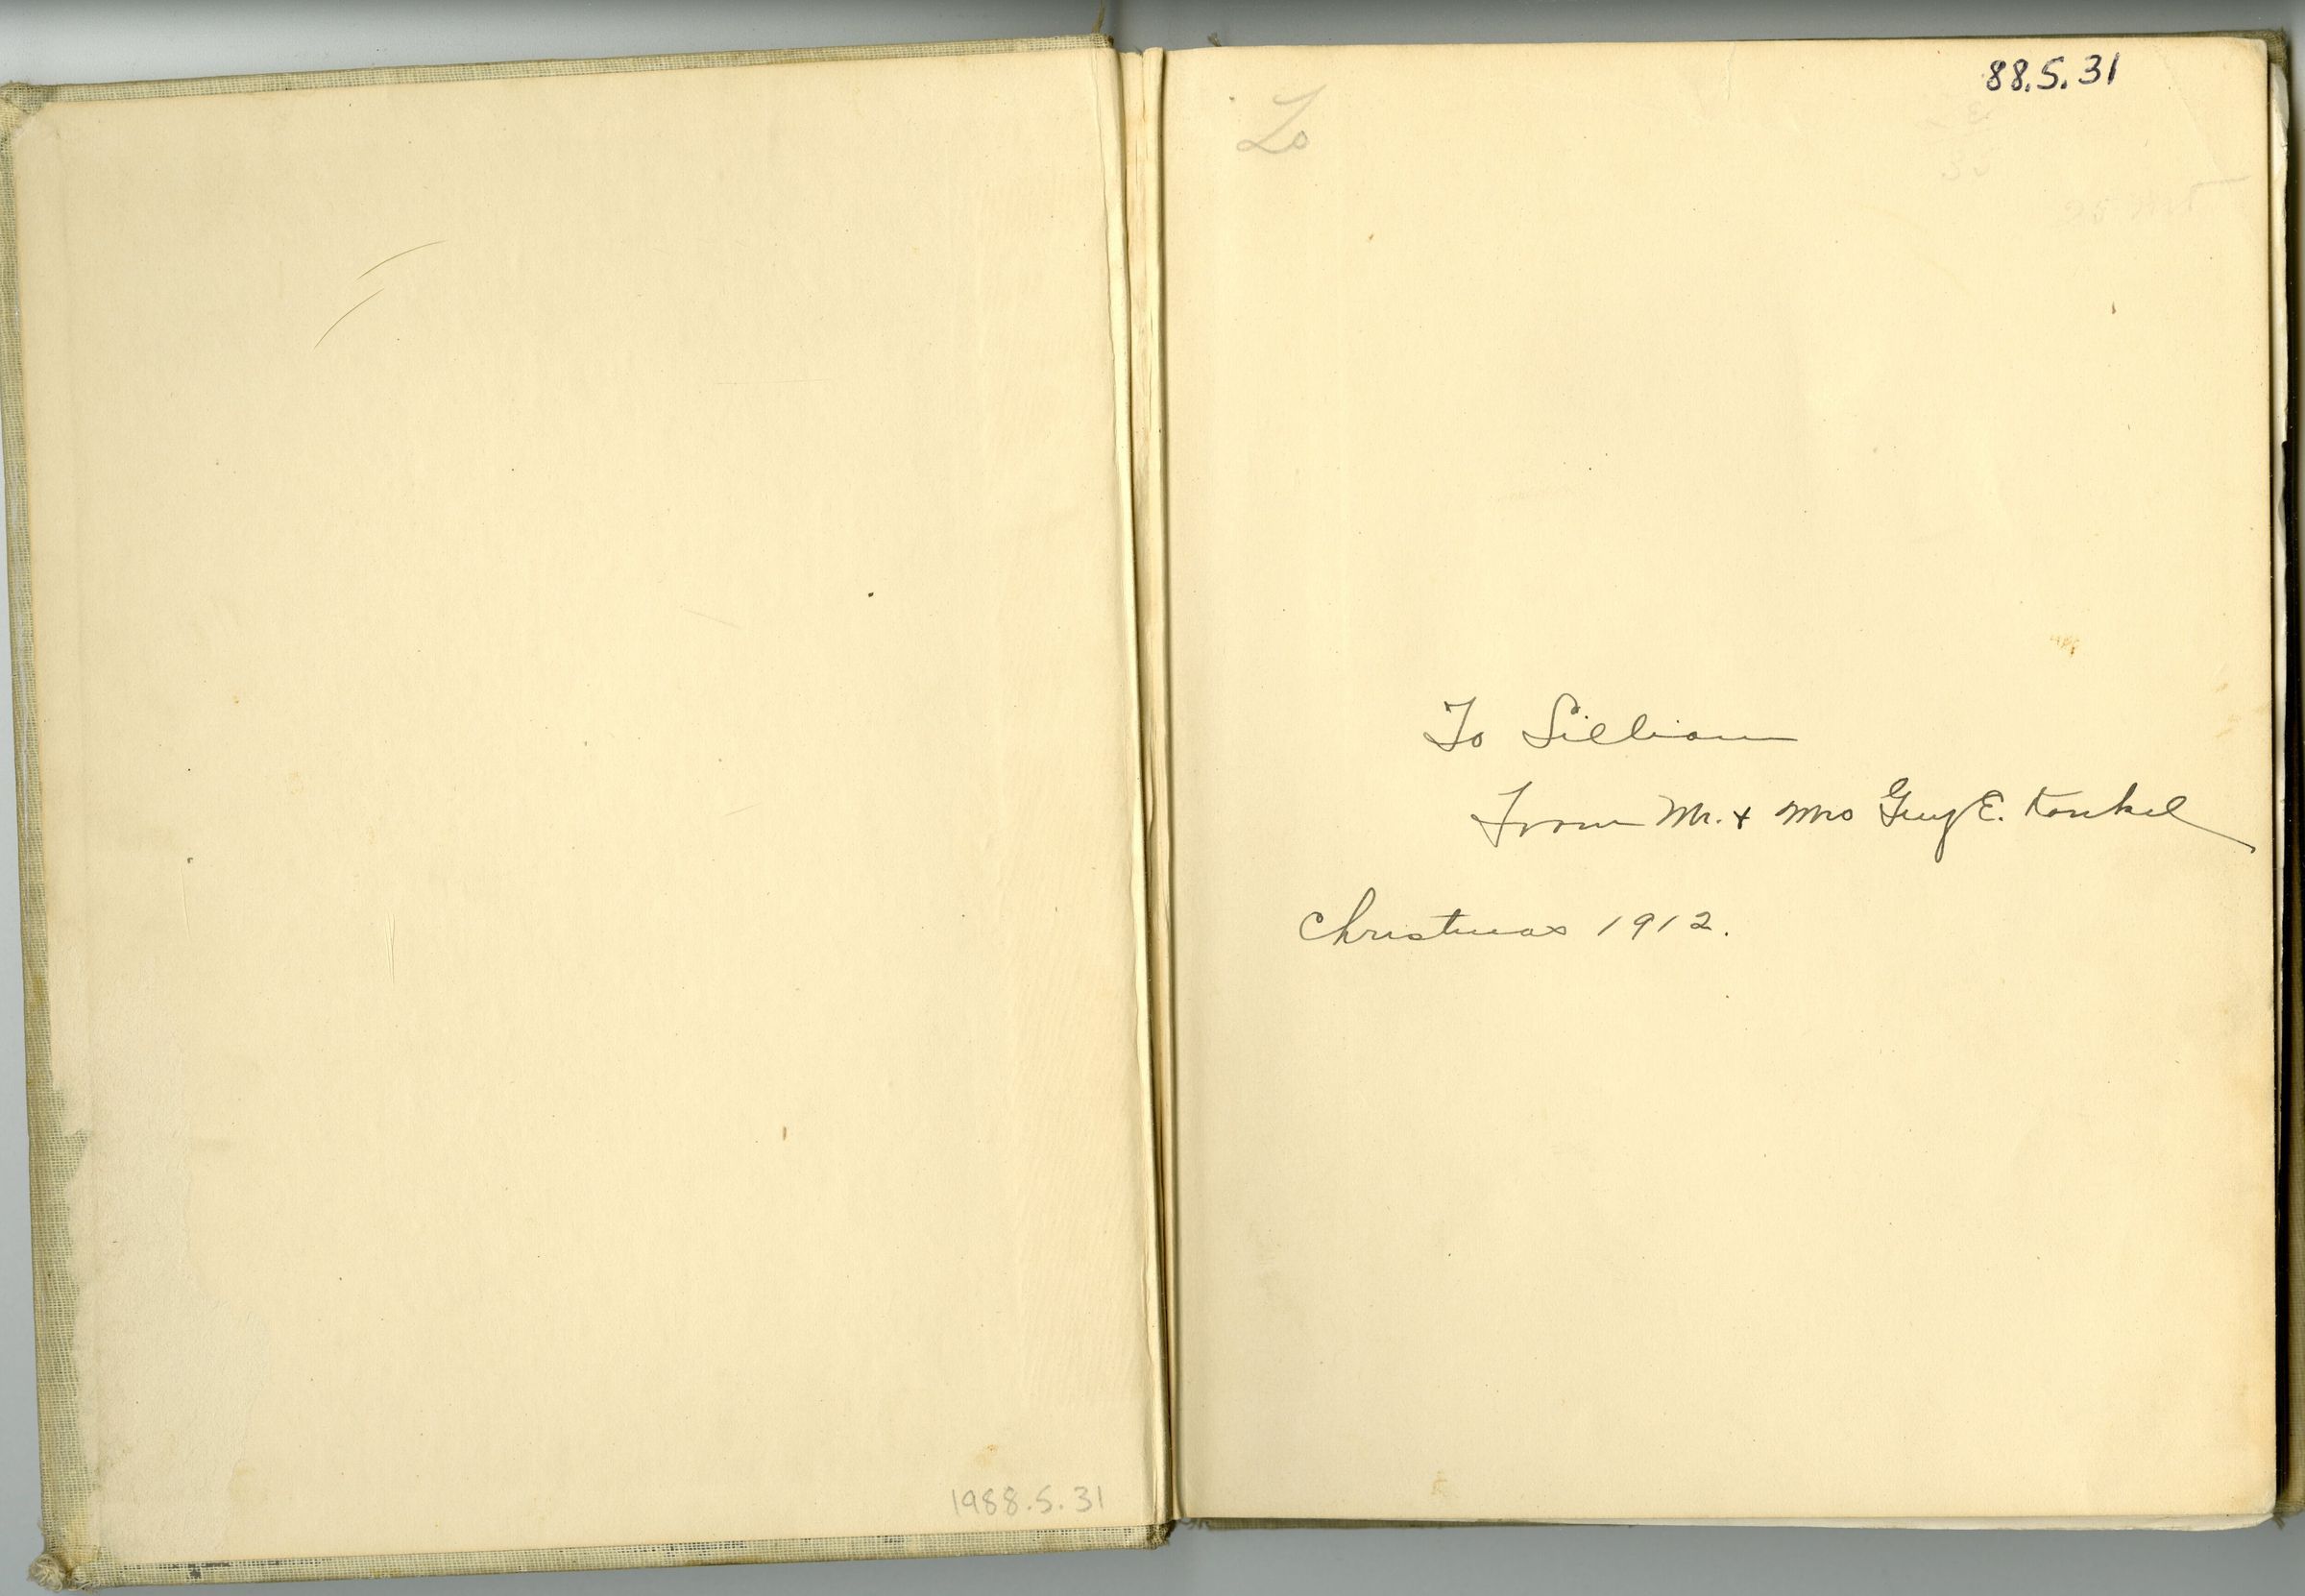 1988.5.31
88.5.31
To
To Lillian
From Mr. + Mrs Guy E. Konkel
Christmas 1912.